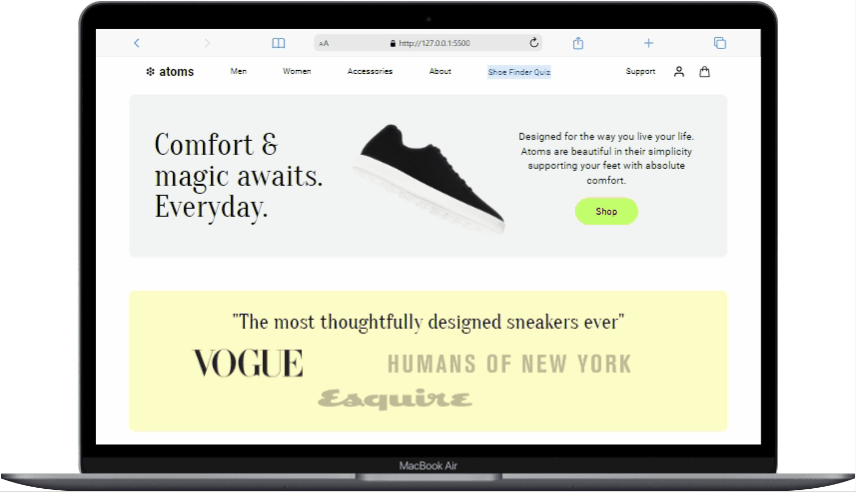 AA http://127.0.0.1:5500
atoms Men Women Accessories About Shoe Finder Quiz Support
Comfort &
magic awaits.
Everyday.
Designed for the way you live your life.
Atoms are beautiful in their simplicity
supporting your feet with absolute
comfort.
Shop
"The most thoughtfully designed sneakers ever"
VOGUE HUMANS OF NEW YORK
Esquire
MacBook Air